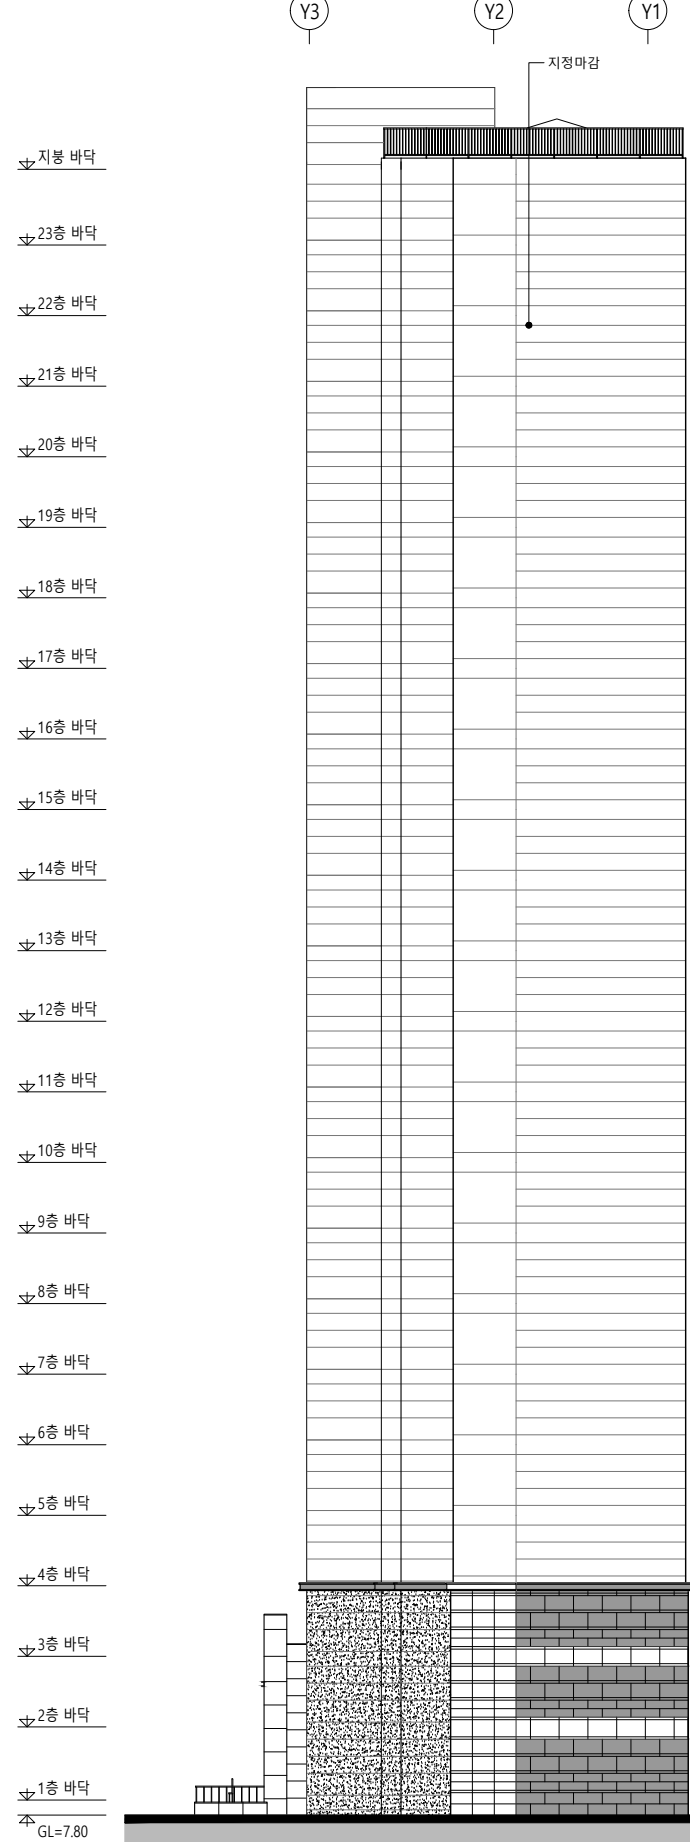 Y3 Y2 Y1
지정마감
지붕 바닥
23층 바닥
22층 바닥
21층 바닥
20층 바닥
19층 바닥
18층 바닥
17층 바닥
16층 바닥
15층 바닥
14층 바닥
13층 바닥
12층 바닥
11층 바닥
10층 바닥
9층 바닥
8층 바닥
7층 바닥
6층 바닥
5층 바닥
4층 바닥
3층 바닥
2층 바닥
1층 바닥
GL=7.80